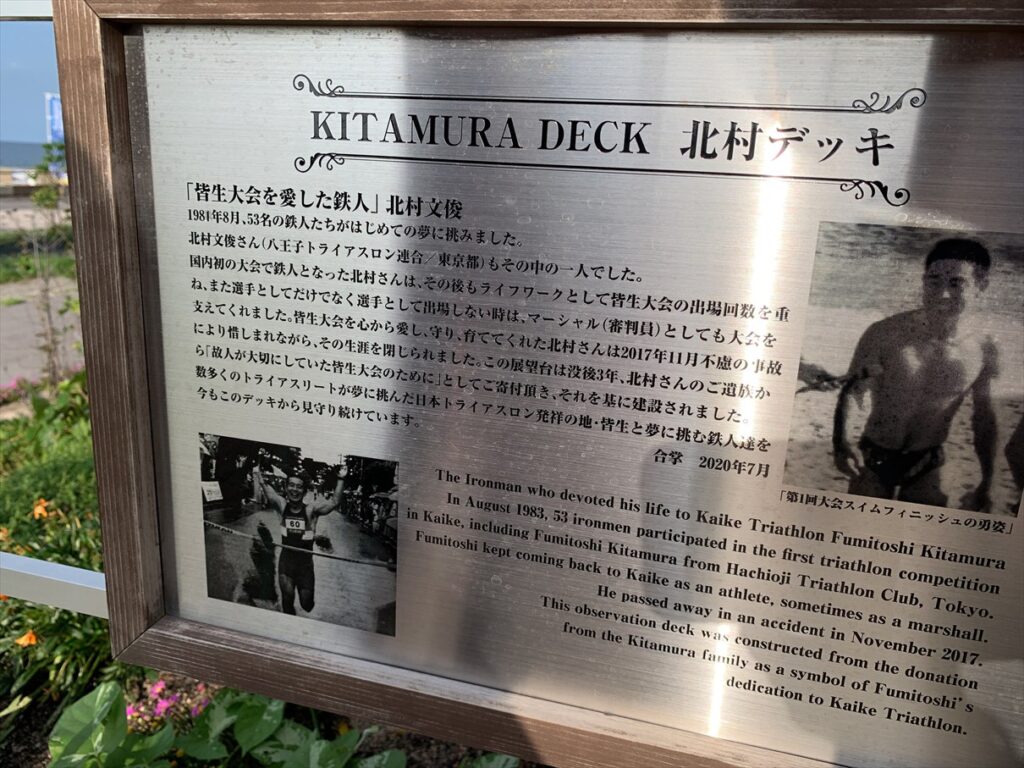 KITAMURA DECK 北村デッキ
「皆生大会を愛した鉄人」北村文俊
1981年8月、53名の鉄人たちがはじめての夢に挑みました。
北村文俊さん(八王子トライアスロン連合/東京都)もその中の一人でした。
国内初の大会で鉄人となった北村さんは、その後もライフワークとして皆生大会の出場回数を重
ね、また選手としてだけでなく選手として出場しない時は、マーシャル(審判員)としても大会を
支えてくれました。皆生大会を心から愛し、守り、育ててくれた北村さんは2017年11月不慮の事故
により惜しまれながら、その生涯を閉じられました。この展望台は没後3年、北村さんのご遺族か
ら「故人が大切にしていた皆生大会のために」としてご寄付頂き、それを基に建設されました。
数多くのトライアスリートが夢に挑んだ日本トライアスロン発祥の地・皆生と夢に挑む鉄人達を
今もこのデッキから見守り続けています。
合掌 2020年7月
「第1回大会スイムフィニッシュの勇姿」
60
The Ironman who devoted his life to Kaike Triathlon Fumitoshi Kitamura
In August 1983, 53 ironmen participated in the first triathlon competition
in Kaike, including Fumitoshi Kitamura from Hachioji Triathlon Club, Tokyo.
Fumitoshi kept coming back to Kaike as an athlete, sometimes as a marshall.
He passed away in an accident in November 2017.
This observation deck was constructed from the donation
from the Kitamura family as a symbol of Fumitoshi's
dedication to Kaike Triathlon.